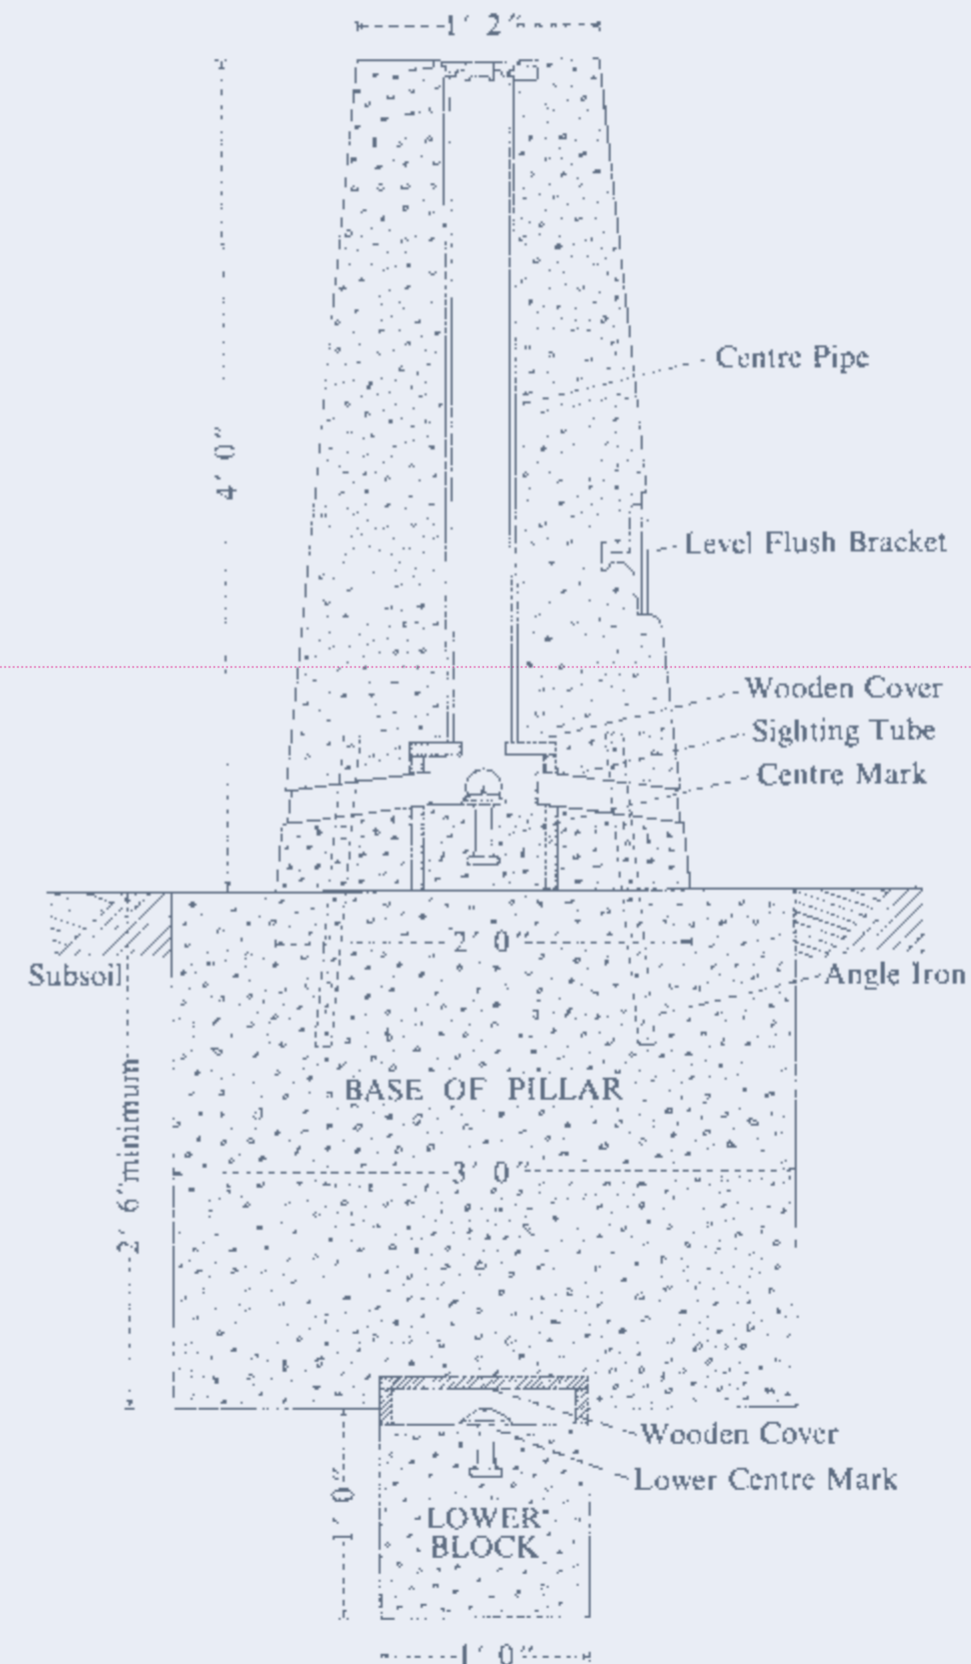 1′ 2″
Centre Pipe
4′ 0″
Level Flush Bracket
Wooden Cover
Sighting Tube
Centre Mark
2′ 0″
Subsoil
Angle Iron
BASE OF PILLAR
2′ 6″ minimum
3′ 0″
Wooden Cover
Lower Centre Mark
1′ 0″
LOWER
BLOCK
1′ 0″